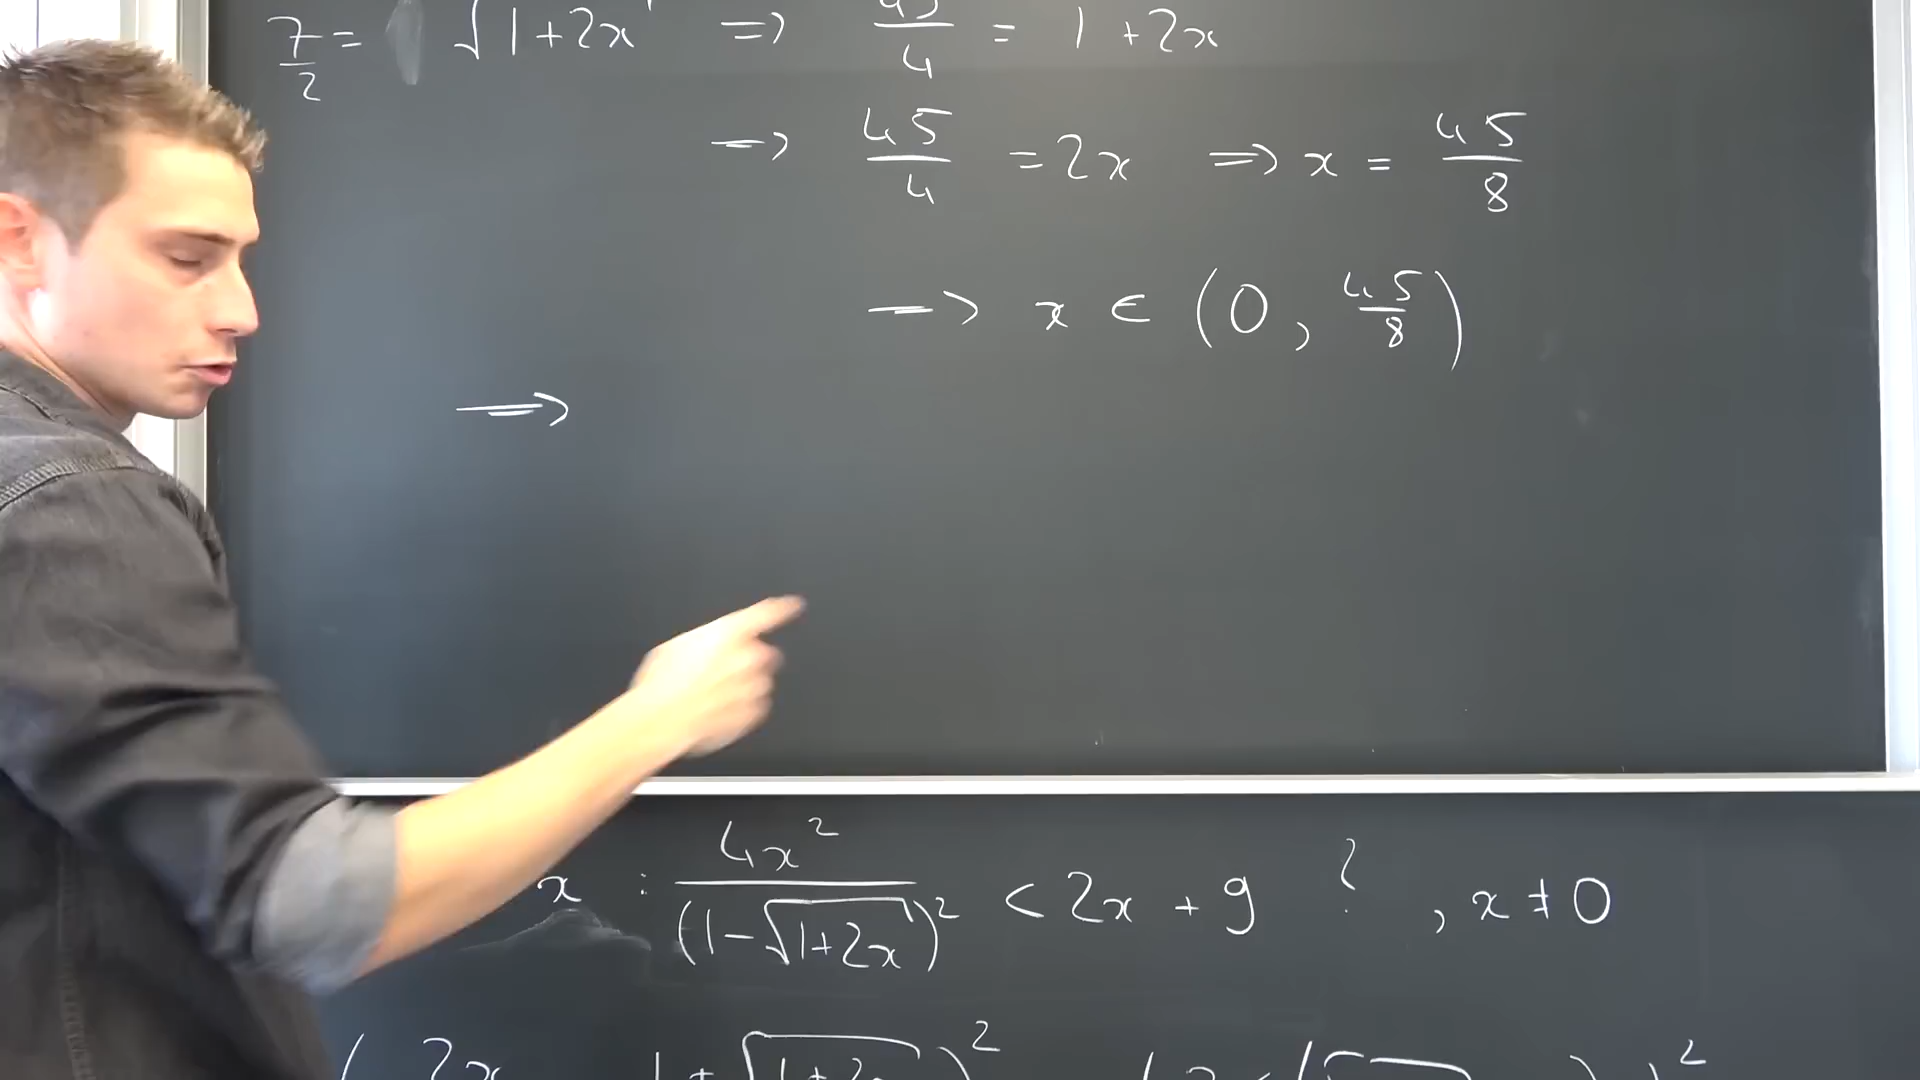 7/2 = √(1+2x) => 45/4 = 1 + 2x
=> 45/4 = 2x => x = 45/8
=> x ∈ (0, 45/8)
=>
x : 4x²/(1-√(1+2x))² < 2x + 9 ? , x ≠ 0